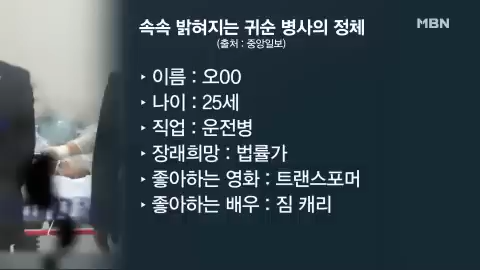 속속 밝혀지는 귀순 병사의 정체
MBN
(출처 : 중앙일보)
▸ 이름 : 오00
▸ 나이 : 25세
▸ 직업 : 운전병
▸ 장래희망 : 법률가
▸ 좋아하는 영화 : 트랜스포머
▸ 좋아하는 배우 : 짐 캐리